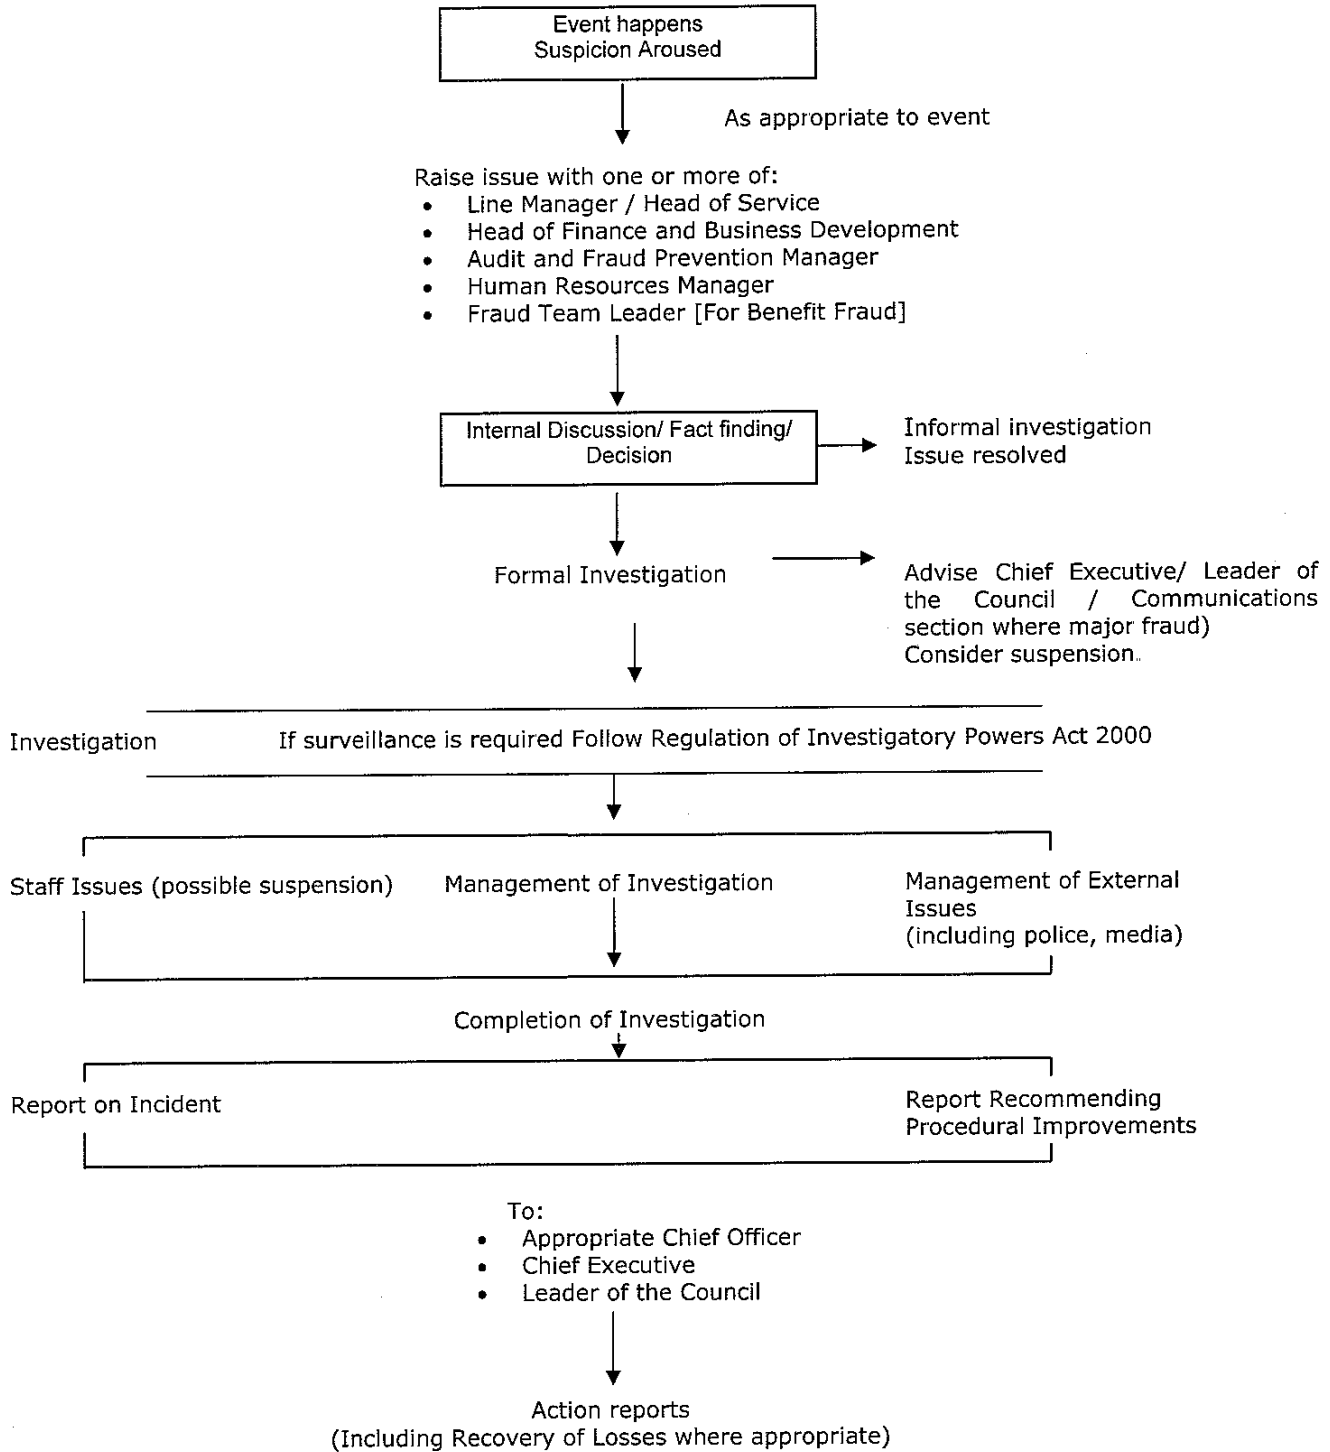 Event happens
Suspicion Aroused
As appropriate to event
Raise issue with one or more of:
• Line Manager / Head of Service
• Head of Finance and Business Development
• Audit and Fraud Prevention Manager
• Human Resources Manager
• Fraud Team Leader [For Benefit Fraud]
Internal Discussion/ Fact finding/
Decision
Informal investigation
Issue resolved
Formal Investigation
Advise Chief Executive/ Leader of
the Council / Communications
section where major fraud)
Consider suspension.
Investigation
If surveillance is required Follow Regulation of Investigatory Powers Act 2000
Staff Issues (possible suspension)
Management of Investigation
Management of External
Issues
(including police, media)
Completion of Investigation
Report on Incident
Report Recommending
Procedural Improvements
To:
• Appropriate Chief Officer
• Chief Executive
• Leader of the Council
Action reports
(Including Recovery of Losses where appropriate)